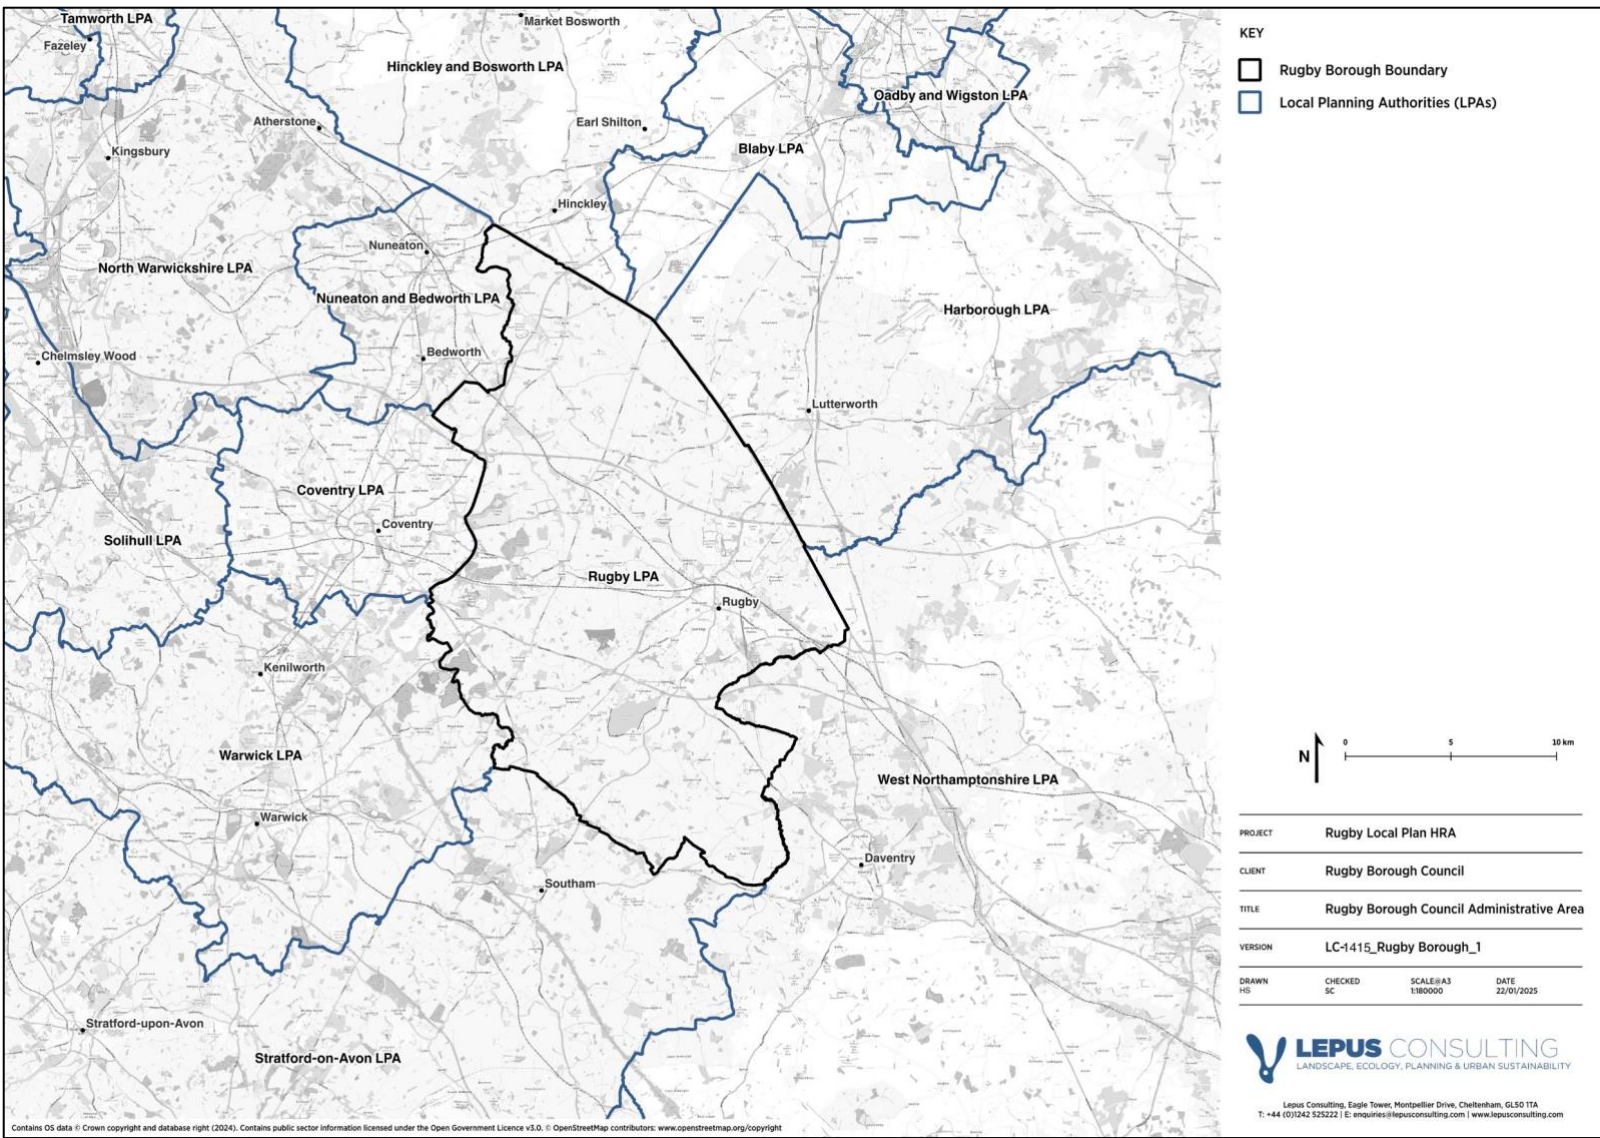 Tamworth LPA
Market Bosworth
Fazeley
Hinckley and Bosworth LPA
Oadby and Wigston LPA
Atherstone
Earl Shilton
Kingsbury
Blaby LPA
Hinckley
Nuneaton
North Warwickshire LPA
Nuneaton and Bedworth LPA
Harborough LPA
Chelmsley Wood
Bedworth
Lutterworth
Coventry LPA
Coventry
Solihull LPA
Rugby LPA
Rugby
Kenilworth
Warwick LPA
West Northamptonshire LPA
Warwick
Daventry
Southam
Stratford-upon-Avon
Stratford-on-Avon LPA
Contains OS data © Crown copyright and database right (2024). Contains public sector information licensed under the Open Government Licence v3.0. © OpenStreetMap contributors: www.openstreetmap.org/copyright
KEY
Rugby Borough Boundary
Local Planning Authorities (LPAs)
N
0 5 10 km
PROJECT Rugby Local Plan HRA
CLIENT Rugby Borough Council
TITLE Rugby Borough Council Administrative Area
VERSION LC-1415_Rugby Borough_1
DRAWN CHECKED SCALE@A3 DATE
HS SC 1:180000 22/01/2025
LEPUS CONSULTING
LANDSCAPE, ECOLOGY, PLANNING & URBAN SUSTAINABILITY
Lepus Consulting, Eagle Tower, Montpellier Drive, Cheltenham, GL50 1TA
T: +44 (0)1242 525222 | E: enquiries@lepusconsulting.com | www.lepusconsulting.com